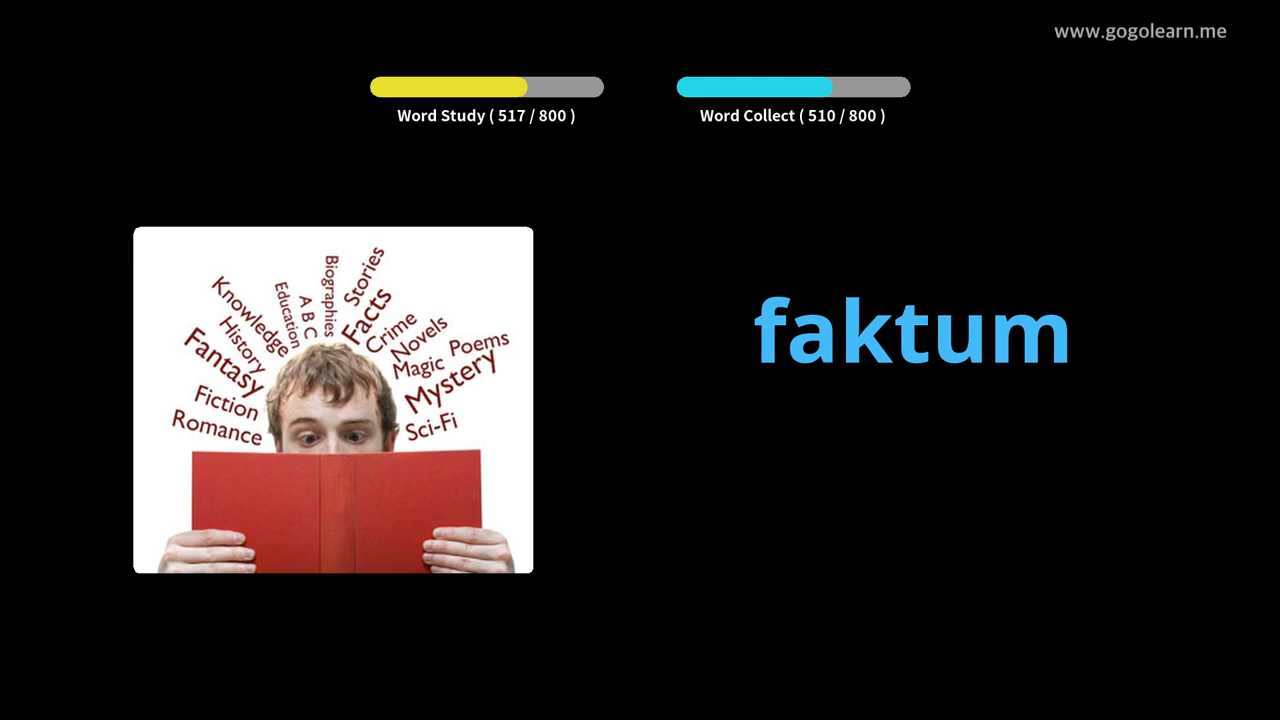 www.gogolearn.me
Word Study ( 517 / 800 )
Word Collect ( 510 / 800 )
Knowledge
Education
A B C
Biographies
Stories
Facts
Crime
Novels
Poems
History
Fantasy
Magic
Mystery
Fiction
Romance
Sci-Fi
faktum